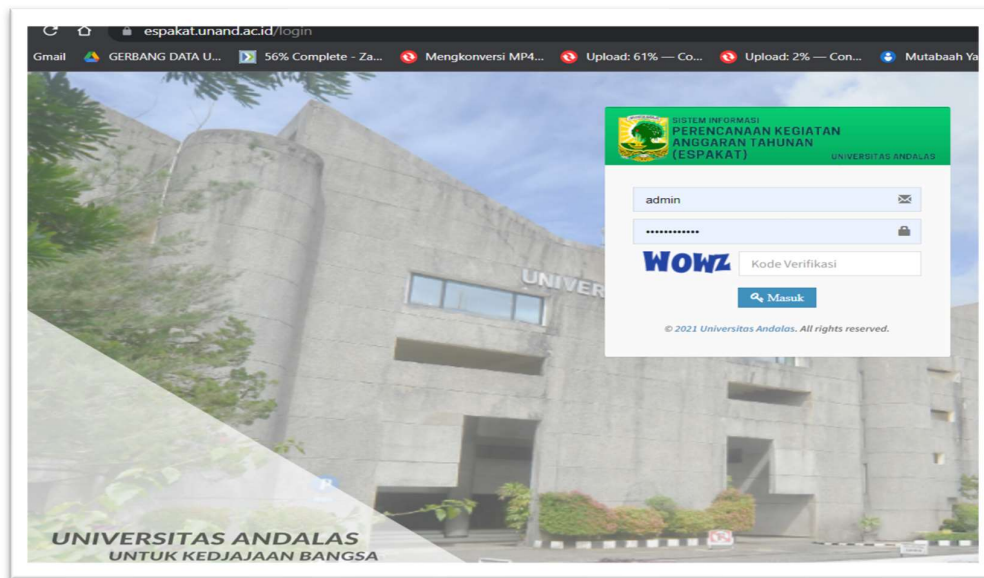 espakat.unand.ac.id/login
Gmail GERBANG DATA U... 56% Complete - Za... Mengkonversi MP4... Upload: 61% — Co... Upload: 2% — Con... Mutabaah Ya
SISTEM INFORMASI
PERENCANAAN KEGIATAN
ANGGARAN TAHUNAN
(ESPAKAT) UNIVERSITAS ANDALAS
admin
••••••••••••
WOWZ Kode Verifikasi
Masuk
© 2021 Universitas Andalas. All rights reserved.
UNIVER
UNIVERSITAS ANDALAS
UNTUK KEDJAJAAN BANGSA